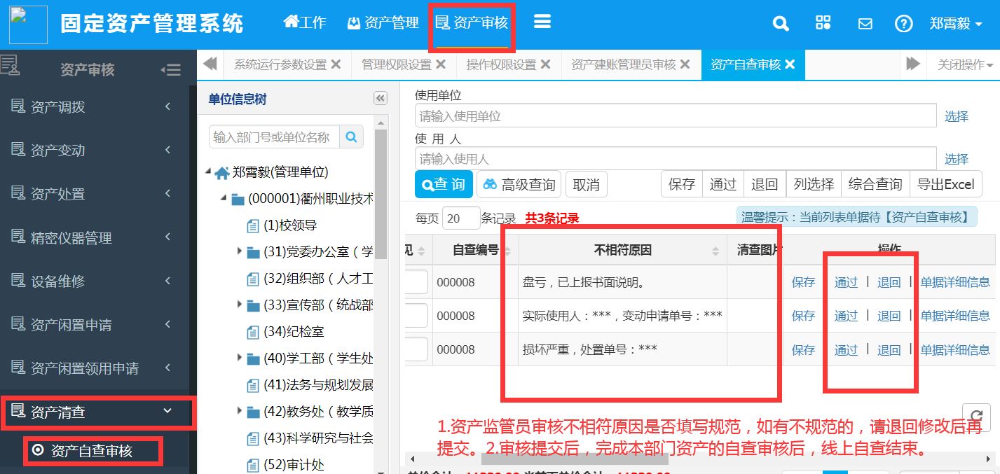 固定资产管理系统 工作 资产管理 资产审核 郑霄毅
资产审核
系统运行参数设置 管理权限设置 操作权限设置 资产建账管理员审核 资产自查审核 关闭操作
资产调拨
资产变动
资产处置
精密仪器管理
设备维修
资产闲置申请
资产闲置领用申请
资产清查
资产自查审核
单位信息树
输入部门号或单位名称
郑霄毅(管理单位)
(000001)衢州职业技术
(1)校领导
(31)党委办公室（学
(32)组织部（人才工
(33)宣传部（统战部
(34)纪检室
(40)学工部（学生处
(41)法务与规划发展
(42)教务处（教学质
(43)科学研究与社会
(52)审计处
使用单位
请输入使用单位 选择
使 用 人
请输入使用人 选择
查 询 高级查询 取消 保存 通过 退回 列选择 综合查询 导出Excel
每页 20 条记录 共3条记录 温馨提示：当前列表单据待【资产自查审核】
见 自查编号 不相符原因 清查图片 操作
000008 盘亏，已上报书面说明。 保存 通过 | 退回 | 单据详细信息
000008 实际使用人：***，变动申请单号：*** 保存 通过 | 退回 | 单据详细信息
000008 损坏严重，处置单号：*** 保存 通过 | 退回 | 单据详细信息
1.资产监管员审核不相符原因是否填写规范，如有不规范的，请退回修改后再
提交。2.审核提交后，完成本部门资产的自查审核后，线上自查结束。